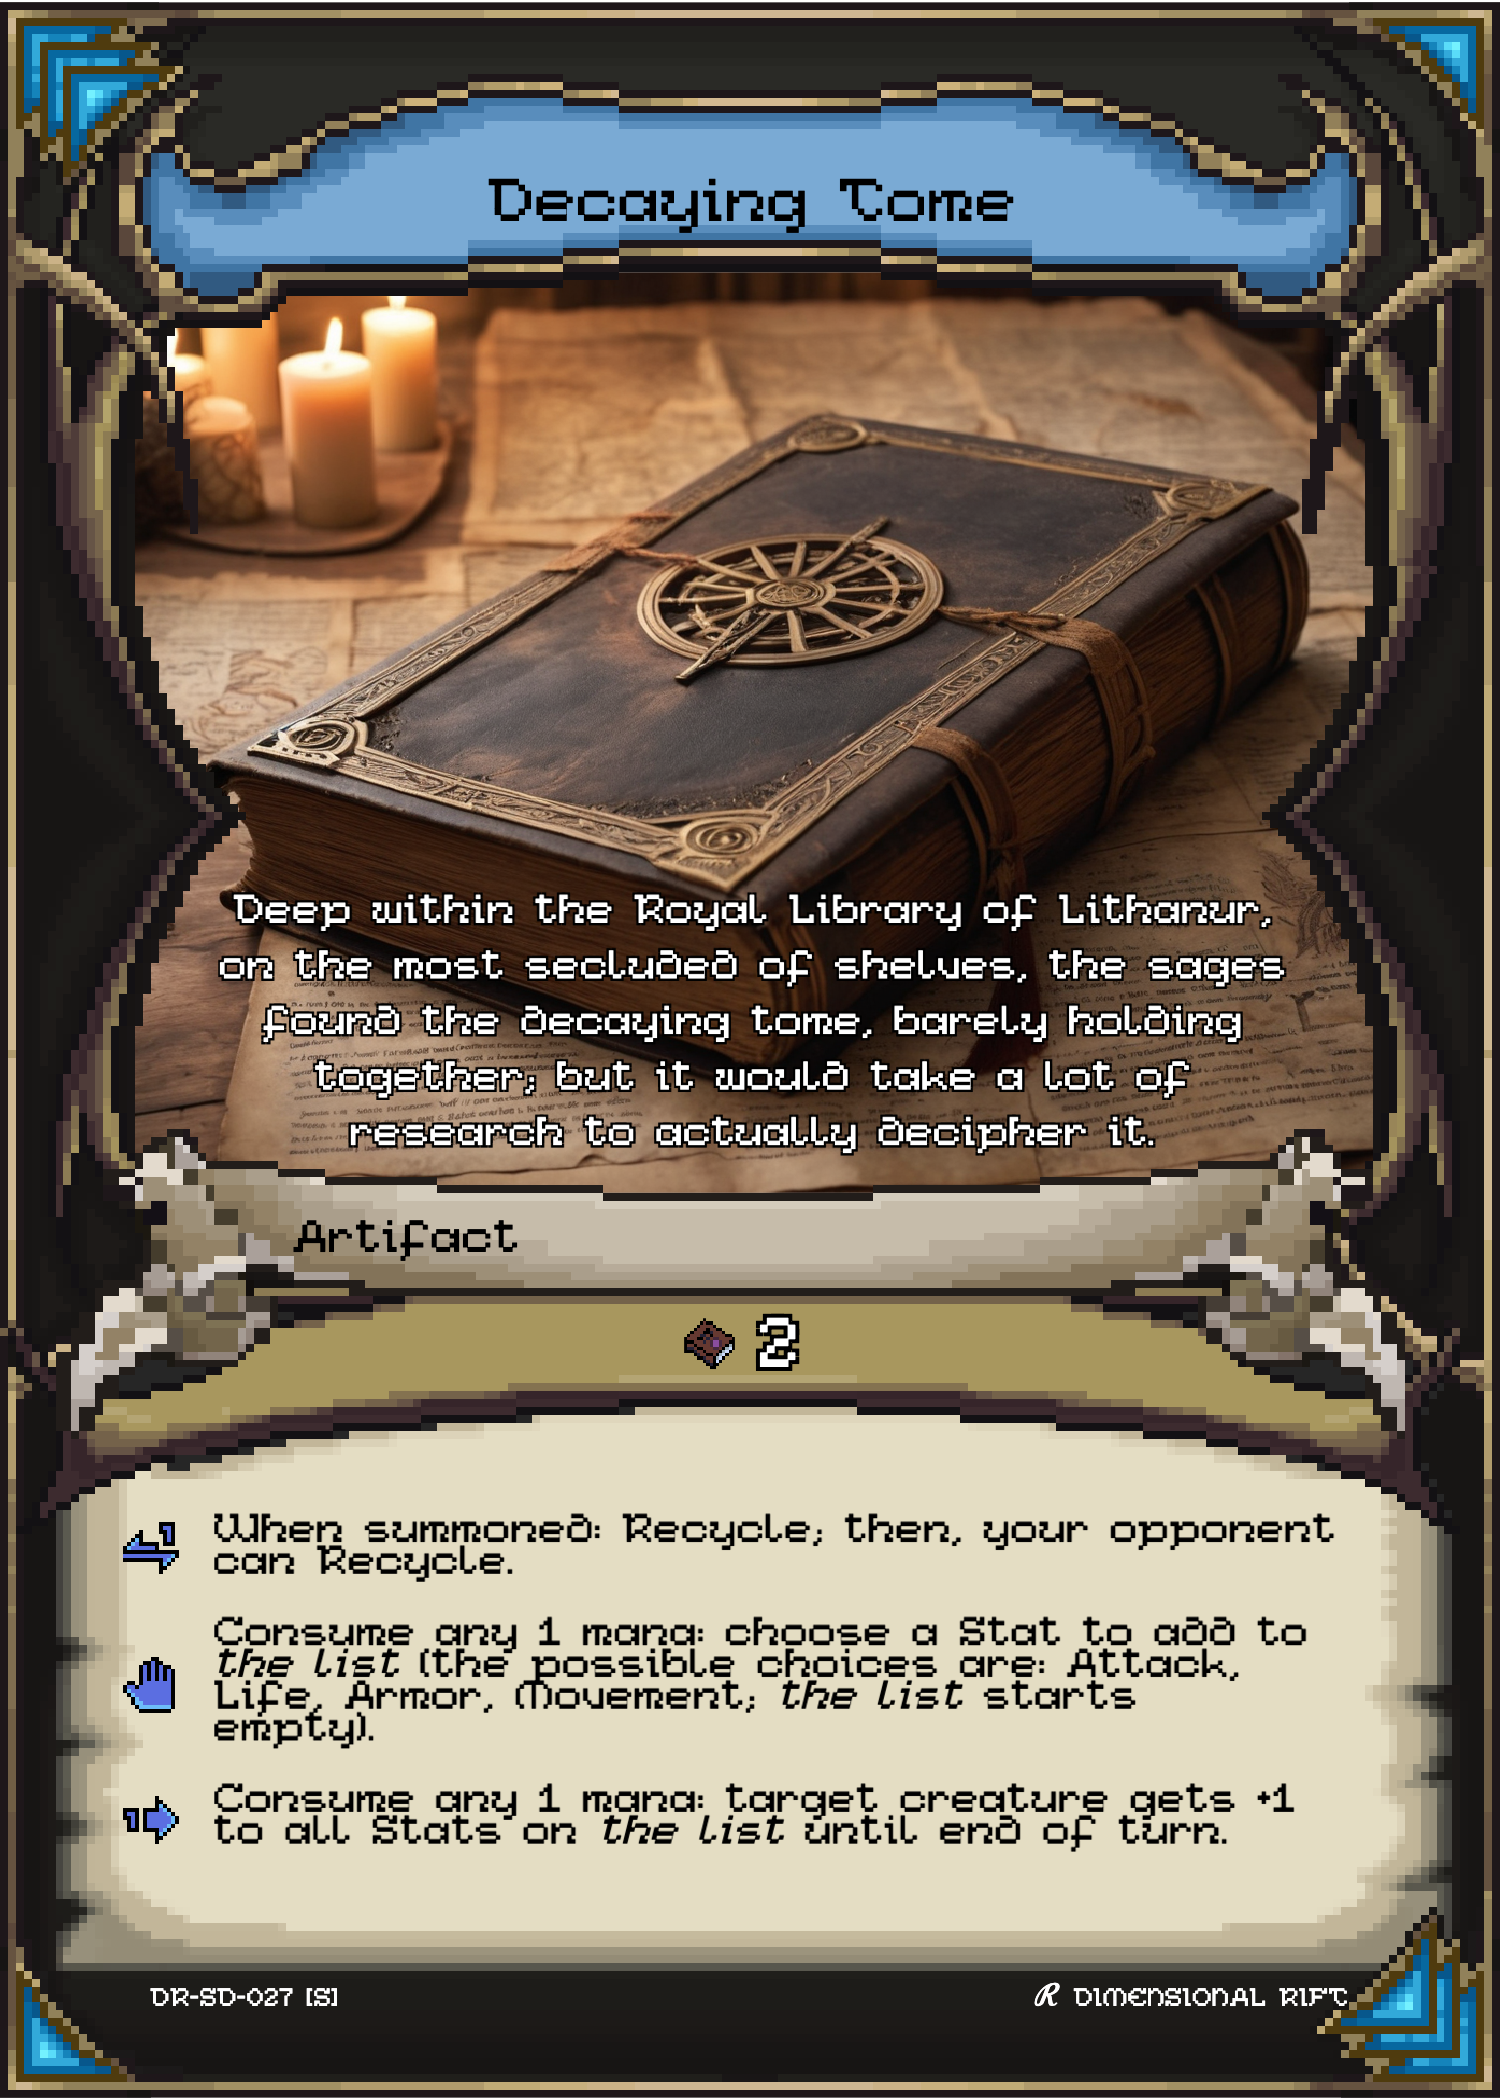 Decaying Tome
Deep within the Royal Library of Lithanur,
on the most secluded of shelves, the sages
found the decaying tome, barely holding
together; but it would take a lot of
research to actually decipher it.
Artifact
2
When summoned: Recycle; then, your opponent
can Recycle.
Consume any 1 mana: choose a Stat to add to
the list (the possible choices are: Attack,
Life, Armor, Movement; the list starts
empty).
1
Consume any 1 mana: target creature gets +1
to all Stats on the list until end of turn.
DR-SD-027 [S]
R DIMENSIONAL RIFT